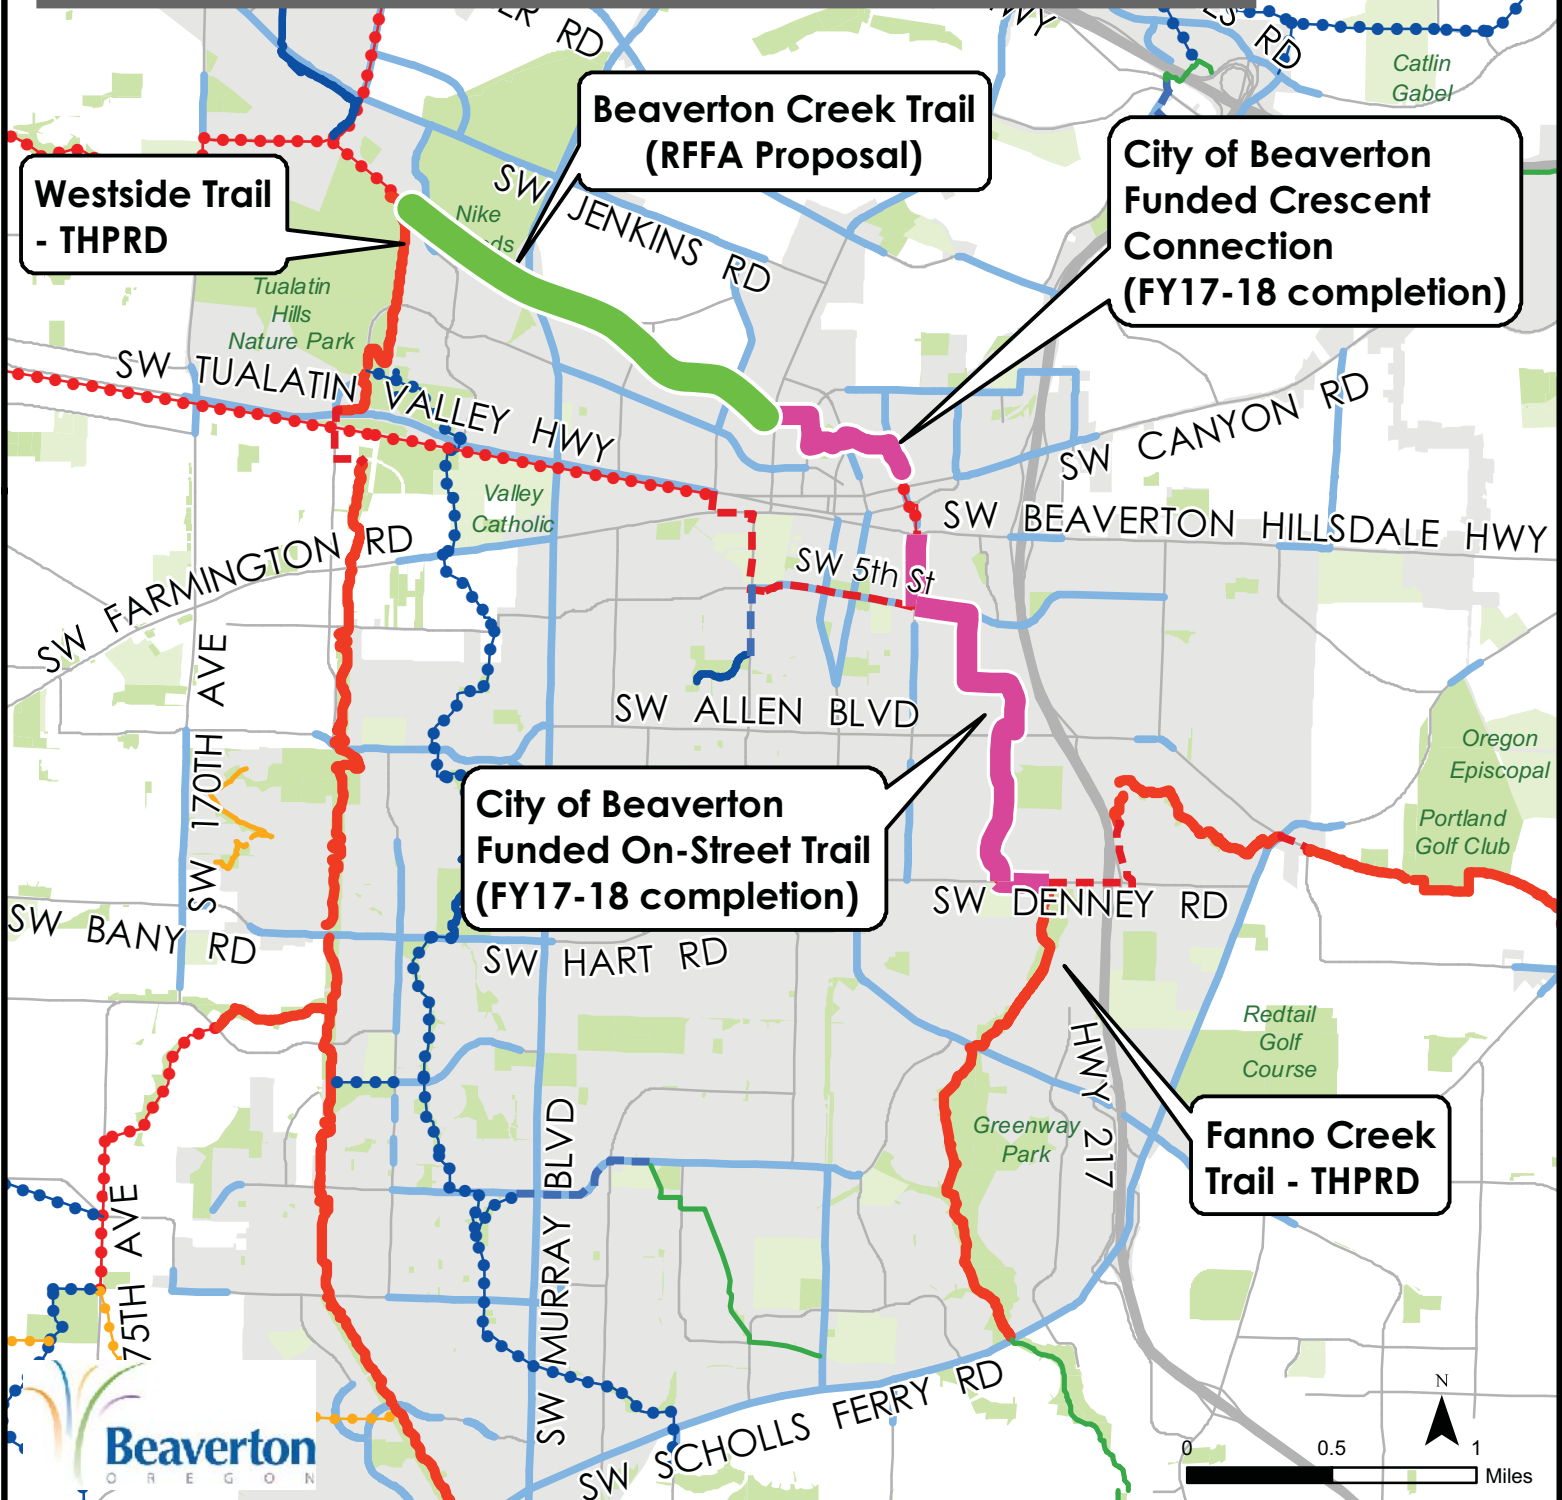 ER RD
HWY
ES RD
Catlin
Gabel
Beaverton Creek Trail
(RFFA Proposal)
City of Beaverton
Funded Crescent
Connection
(FY17-18 completion)
Westside Trail
- THPRD
SW JENKINS RD
Nike
ds
Tualatin
Hills
Nature Park
SW TUALATIN VALLEY HWY
SW CANYON RD
Valley
Catholic
SW BEAVERTON HILLSDALE HWY
SW FARMINGTON RD
SW 5th St
SW 170TH AVE
SW ALLEN BLVD
Oregon
Episcopal
Portland
Golf Club
City of Beaverton
Funded On-Street Trail
(FY17-18 completion)
SW DENNEY RD
SW BANY RD
SW HART RD
HWY 217
Redtail
Golf
Course
Greenway
Park
Fanno Creek
Trail - THPRD
SW MURRAY BLVD
75TH AVE
SW SCHOLLS FERRY RD
Beaverton
OREGON
N
0 0.5 1
Miles